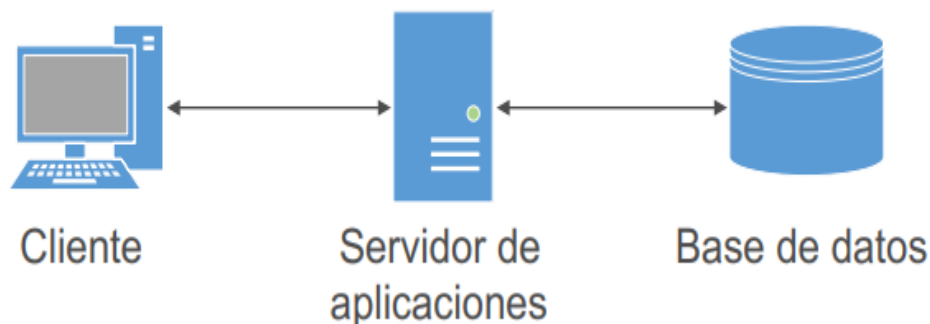 Cliente
Servidor de
aplicaciones
Base de datos